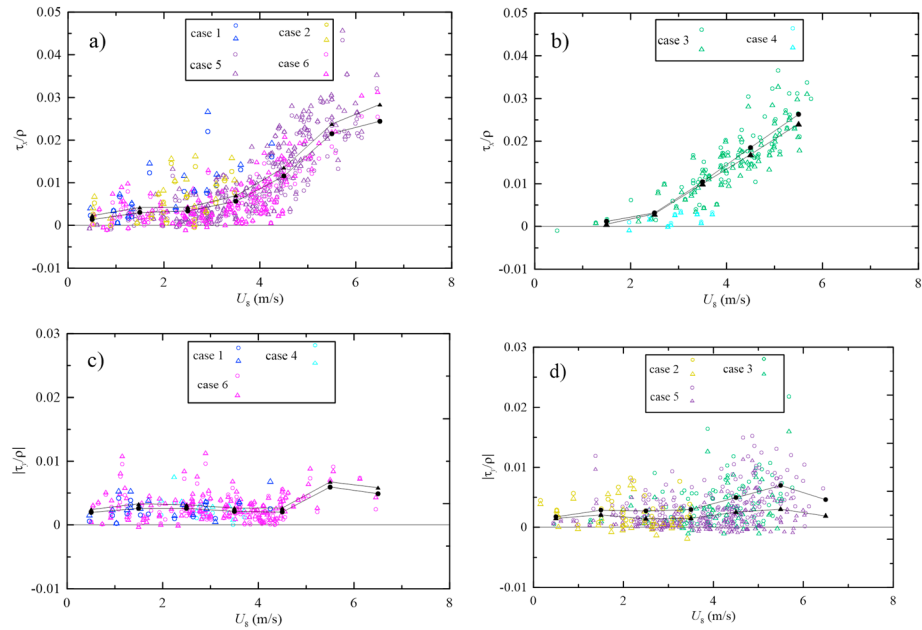 a)
case 1
case 2
case 5
case 6
0.05
0.04
0.03
0.02
0.01
0
-0.01
τx/ρ
0 2 4 6 8
U8 (m/s)
b)
case 3
case 4
0.05
0.04
0.03
0.02
0.01
0
-0.01
τx/ρ
0 2 4 6 8
U8 (m/s)
c)
case 1
case 4
case 6
0.03
0.02
0.01
0
-0.01
|τy/ρ|
0 2 4 6 8
U8 (m/s)
d)
case 2
case 3
case 5
0.03
0.02
0.01
0
-0.01
|τy/ρ|
0 2 4 6 8
U8 (m/s)